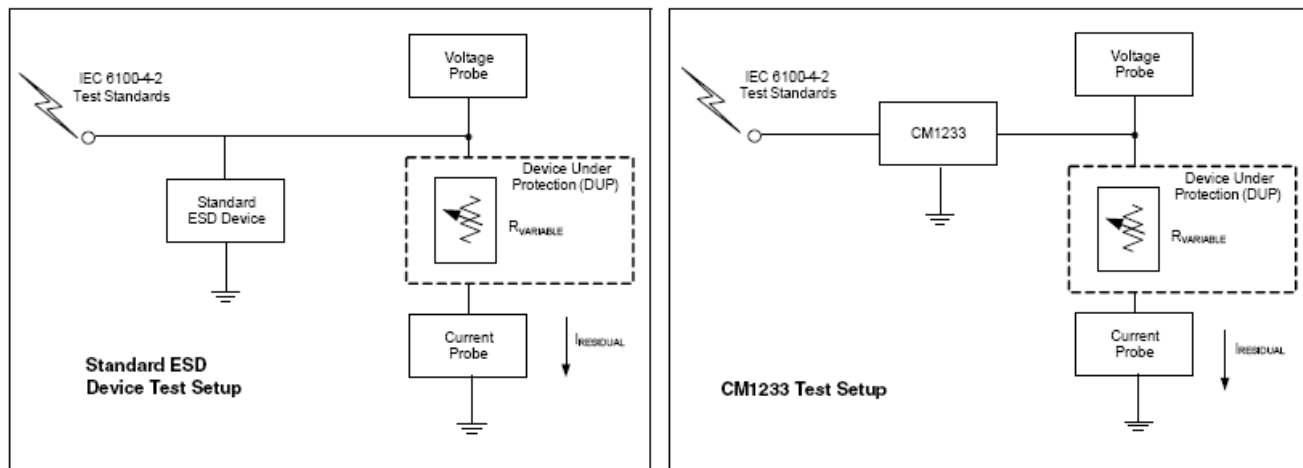 IEC 6100-4-2
Test Standards
Voltage
Probe
Standard
ESD Device
Device Under
Protection (DUP)
RVARIABLE
Current
Probe
IRESIDUAL
Standard ESD
Device Test Setup
IEC 6100-4-2
Test Standards
Voltage
Probe
CM1233
Device Under
Protection (DUP)
RVARIABLE
Current
Probe
IRESIDUAL
CM1233 Test Setup